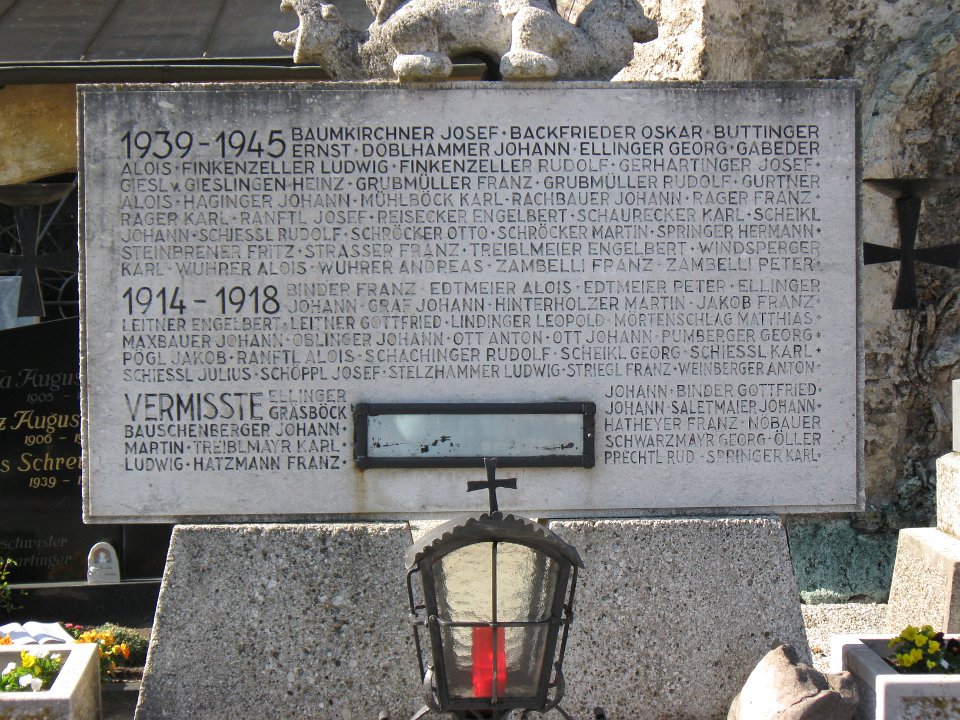 1939 - 1945 BAUMKIRCHNER JOSEF · BACKFRIEDER OSKAR · BUTTINGER
ERNST · DOBLHAMMER JOHANN · ELLINGER GEORG · GABEDER
ALOIS · FINKENZELLER LUDWIG · FINKENZELLER RUDOLF · GERHARTINGER JOSEF ·
GIESL v. GIESLINGEN HEINZ · GRUBMÜLLER FRANZ · GRUBMÜLLER RUDOLF · GURTNER
ALOIS · HAGINGER JOHANN · MÜHLBÖCK KARL · RACHBAUER JOHANN · RAGER FRANZ ·
RAGER KARL · RANFTL JOSEF · REISECKER ENGELBERT · SCHAURECKER KARL · SCHEIKL
JOHANN · SCHIESSL RUDOLF · SCHRÖCKER OTTO · SCHRÖCKER MARTIN · SPRINGER HERMANN ·
STEINBRENER FRITZ · STRASSER FRANZ · TREIBLMEIER ENGELBERT · WINDSPERGER
KARL · WUHRER ALOIS · WUHRER ANDREAS · ZAMBELLI FRANZ · ZAMBELLI PETER ·
1914 - 1918 BINDER FRANZ · EDTMEIER ALOIS · EDTMEIER PETER · ELLINGER
JOHANN · GRAF JOHANN · HINTERHOLZER MARTIN · JAKOB FRANZ ·
LEITNER ENGELBERT · LEITNER GOTTFRIED · LINDINGER LEOPOLD · MORTENSCHLAG MATTHIAS ·
MAXBAUER JOHANN · OBLINGER JOHANN · OTT ANTON · OTT JOHANN · PUMBERGER GEORG ·
PÖGL JAKOB · RANFTL ALOIS · SCHACHINGER RUDOLF · SCHEIKL GEORG · SCHIESSL KARL ·
SCHIESSL JULIUS · SCHÖPPL JOSEF · STELZHAMMER LUDWIG · STRIEGL FRANZ · WEINBERGER ANTON ·
VERMISSTE ELLINGER JOHANN · BINDER GOTTFRIED ·
GRASBÖCK JOHANN · SALETMAIER JOHANN ·
BAUSCHENBERGER JOHANN · HATHEYER FRANZ · NOBAUER
MARTIN · TREIBLMAYR KARL · SCHWARZMAYR GEORG · ÖLLER
LUDWIG · HATZMANN FRANZ · PRECHTL RUD · SPRINGER KARL ·
August
1905 -
August
1906 -
1939 -